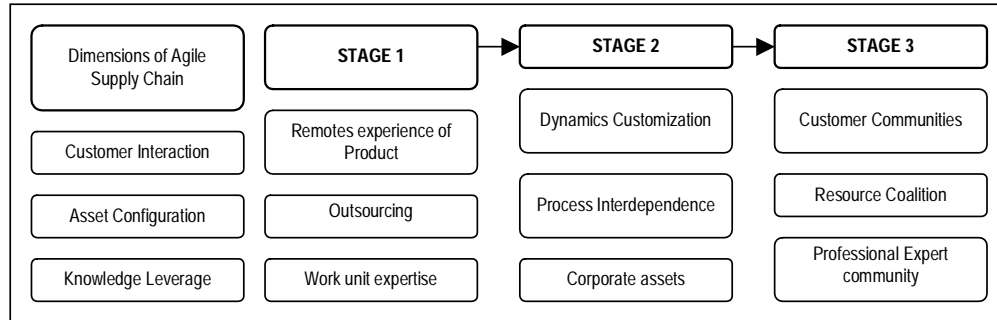 Dimensions of Agile
Supply Chain
STAGE 1
STAGE 2
STAGE 3
Customer Interaction
Remotes experience of
Product
Dynamics Customization
Customer Communities
Asset Configuration
Outsourcing
Process Interdependence
Resource Coalition
Knowledge Leverage
Work unit expertise
Corporate assets
Professional Expert
community